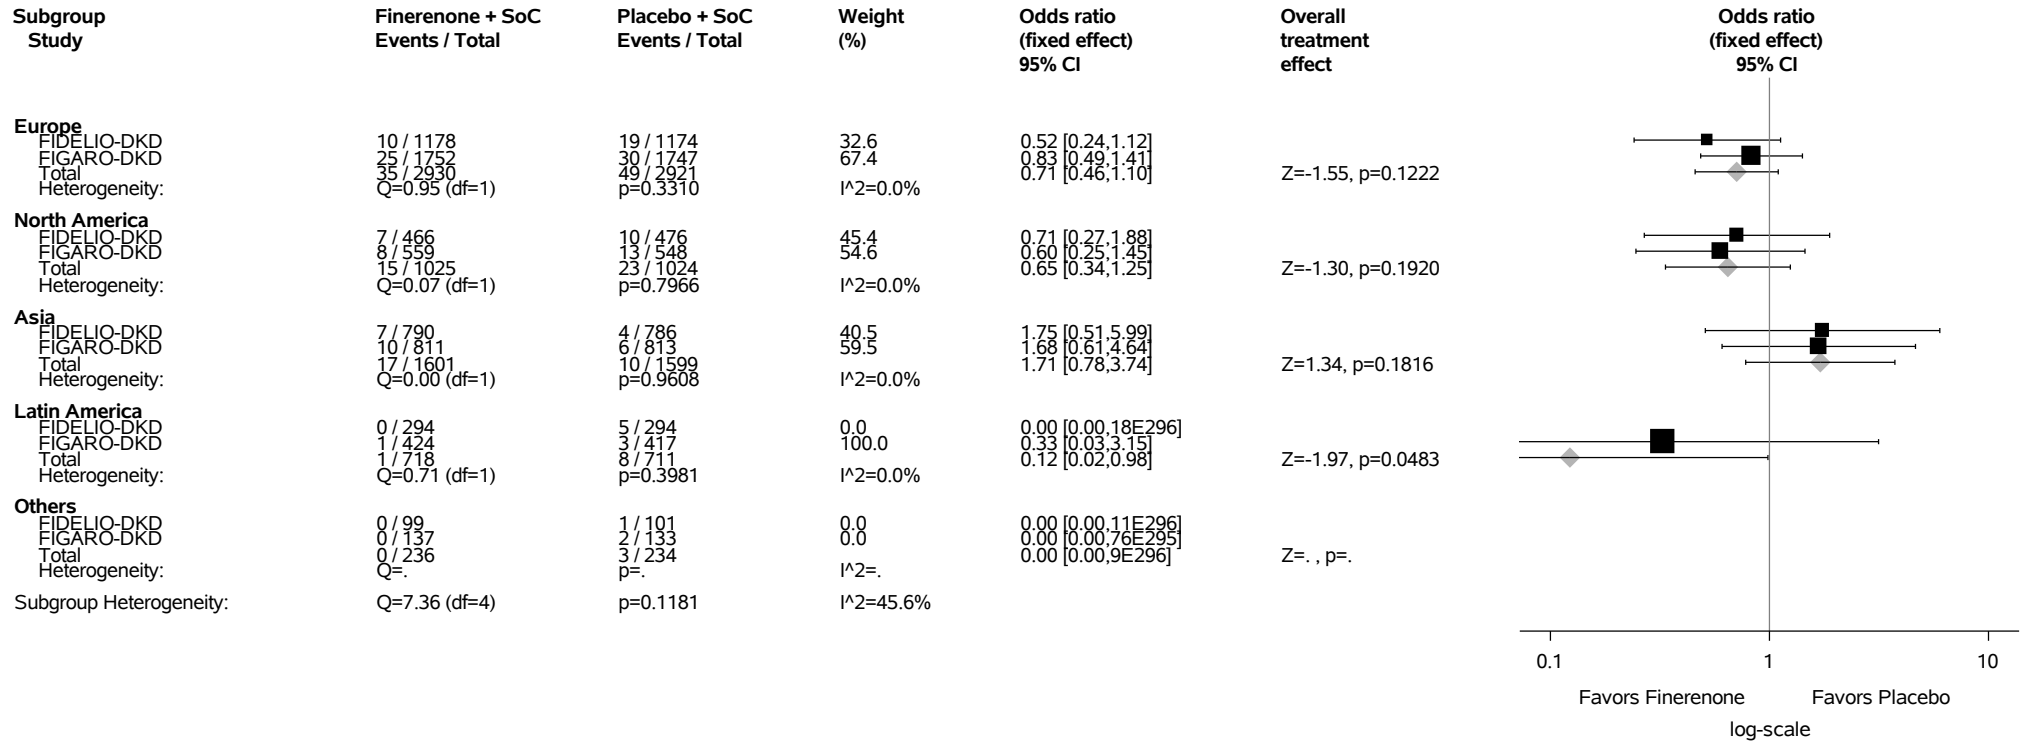 Subgroup Finerenone + SoC Placebo + SoC Weight Odds ratio Overall Odds ratio
Study Events / Total Events / Total (%) (fixed effect) treatment (fixed effect)
95% CI effect 95% CI
Europe
FIDELIO-DKD 10 / 1178 19 / 1174 32.6 0.52 [0.24,1.12]
FIGARO-DKD 25 / 1752 30 / 1747 67.4 0.83 [0.49,1.41]
Total 35 / 2930 49 / 2921 0.71 [0.46,1.10] Z=-1.55, p=0.1222
Heterogeneity: Q=0.95 (df=1) p=0.3310 I^2=0.0%
North America
FIDELIO-DKD 7 / 466 10 / 476 45.4 0.71 [0.27,1.88]
FIGARO-DKD 8 / 559 13 / 548 54.6 0.60 [0.25,1.45]
Total 15 / 1025 23 / 1024 0.65 [0.34,1.25] Z=-1.30, p=0.1920
Heterogeneity: Q=0.07 (df=1) p=0.7966 I^2=0.0%
Asia
FIDELIO-DKD 7 / 790 4 / 786 40.5 1.75 [0.51,5.99]
FIGARO-DKD 10 / 811 6 / 813 59.5 1.68 [0.61,4.64]
Total 17 / 1601 10 / 1599 1.71 [0.78,3.74] Z=1.34, p=0.1816
Heterogeneity: Q=0.00 (df=1) p=0.9608 I^2=0.0%
Latin America
FIDELIO-DKD 0 / 294 5 / 294 0.0 0.00 [0.00,18E296]
FIGARO-DKD 1 / 424 3 / 417 100.0 0.33 [0.03,3.15]
Total 1 / 718 8 / 711 0.12 [0.02,0.98] Z=-1.97, p=0.0483
Heterogeneity: Q=0.71 (df=1) p=0.3981 I^2=0.0%
Others
FIDELIO-DKD 0 / 99 1 / 101 0.0 0.00 [0.00,11E296]
FIGARO-DKD 0 / 137 2 / 133 0.0 0.00 [0.00,76E295]
Total 0 / 236 3 / 234 0.00 [0.00,9E296] Z=. , p=.
Heterogeneity: Q=. p=. I^2=.
Subgroup Heterogeneity: Q=7.36 (df=4) p=0.1181 I^2=45.6%
0.1 1 10
Favors Finerenone Favors Placebo
log-scale